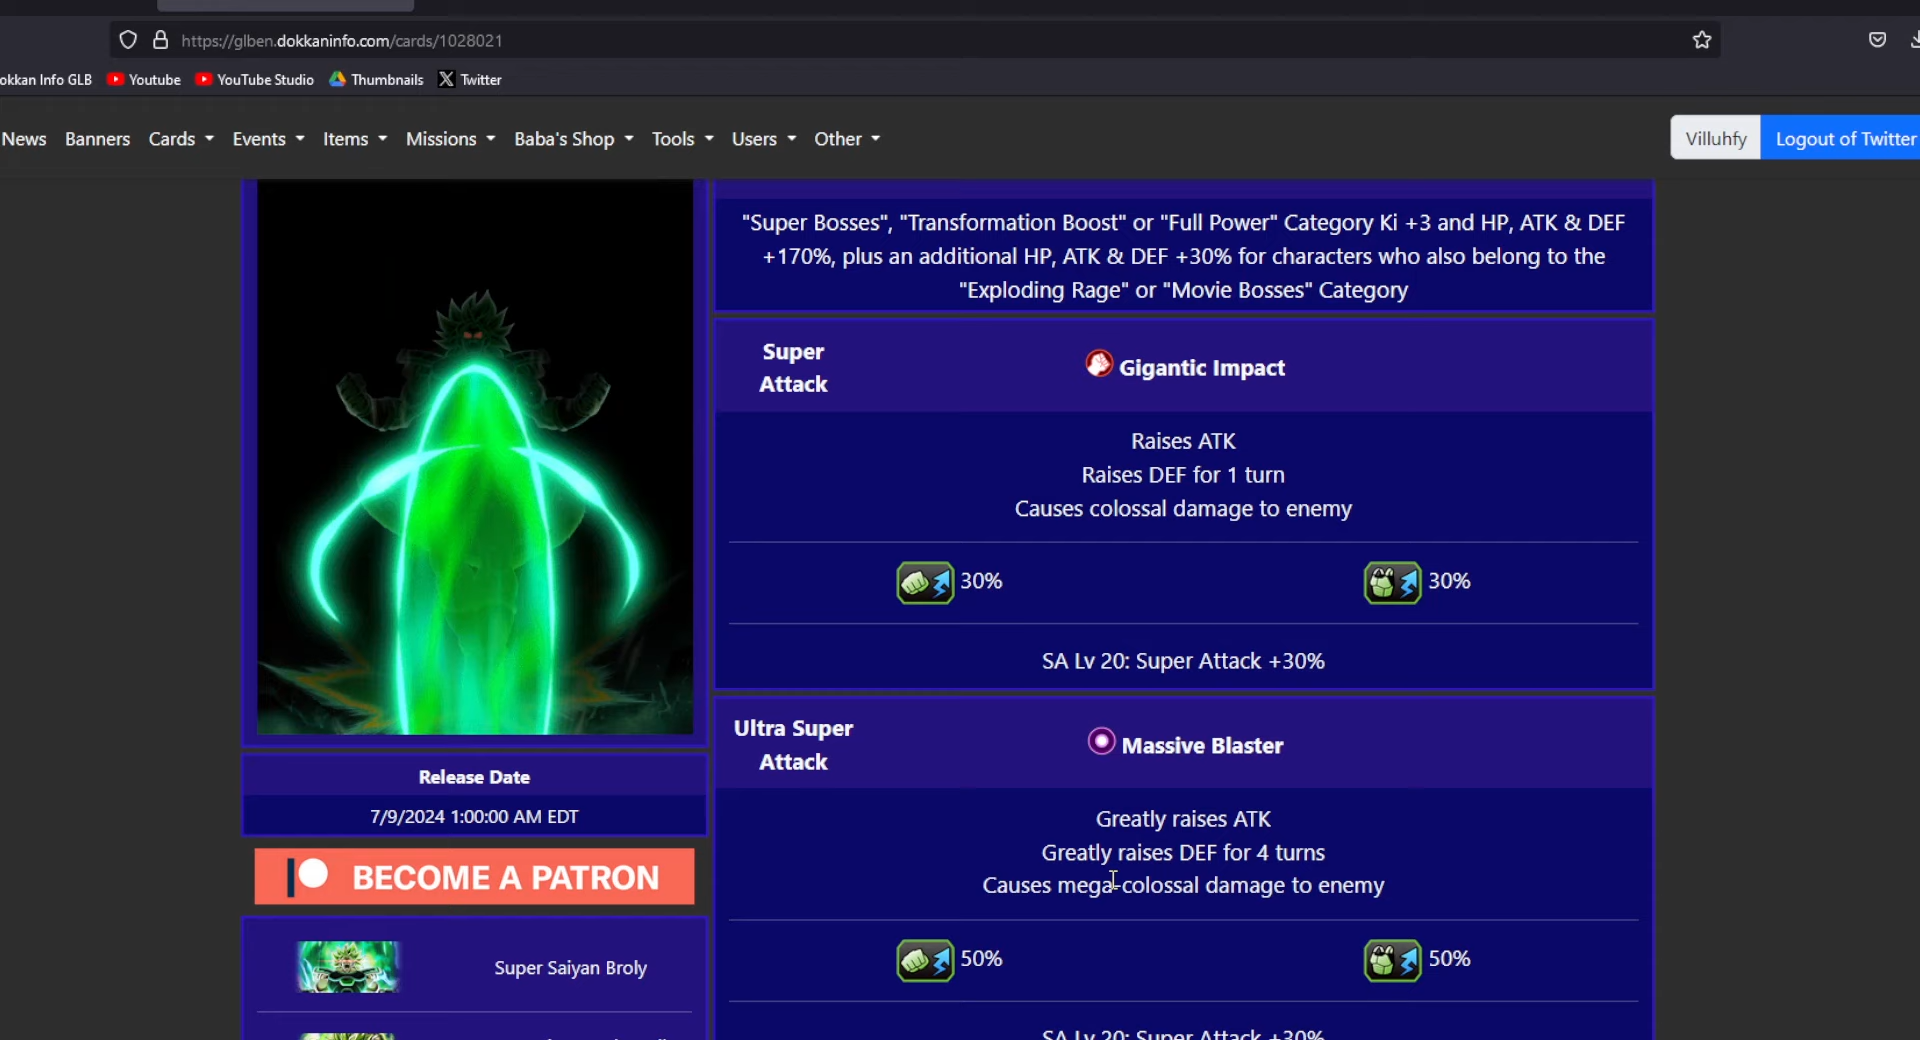 https://glben.dokkaninfo.com/cards/1028021
okkan Info GLB Youtube YouTube Studio Thumbnails Twitter
News Banners Cards Events Items Missions Baba's Shop Tools Users Other Villuhfy Logout of Twitter
"Super Bosses", "Transformation Boost" or "Full Power" Category Ki +3 and HP, ATK & DEF
+170%, plus an additional HP, ATK & DEF +30% for characters who also belong to the
"Exploding Rage" or "Movie Bosses" Category
Super
Attack
Gigantic Impact
Raises ATK
Raises DEF for 1 turn
Causes colossal damage to enemy
30% 30%
SA Lv 20: Super Attack +30%
Ultra Super
Attack
Massive Blaster
Greatly raises ATK
Greatly raises DEF for 4 turns
Causes mega-colossal damage to enemy
50% 50%
SA Lv 20: Super Attack +30%
Release Date
7/9/2024 1:00:00 AM EDT
BECOME A PATRON
Super Saiyan Broly